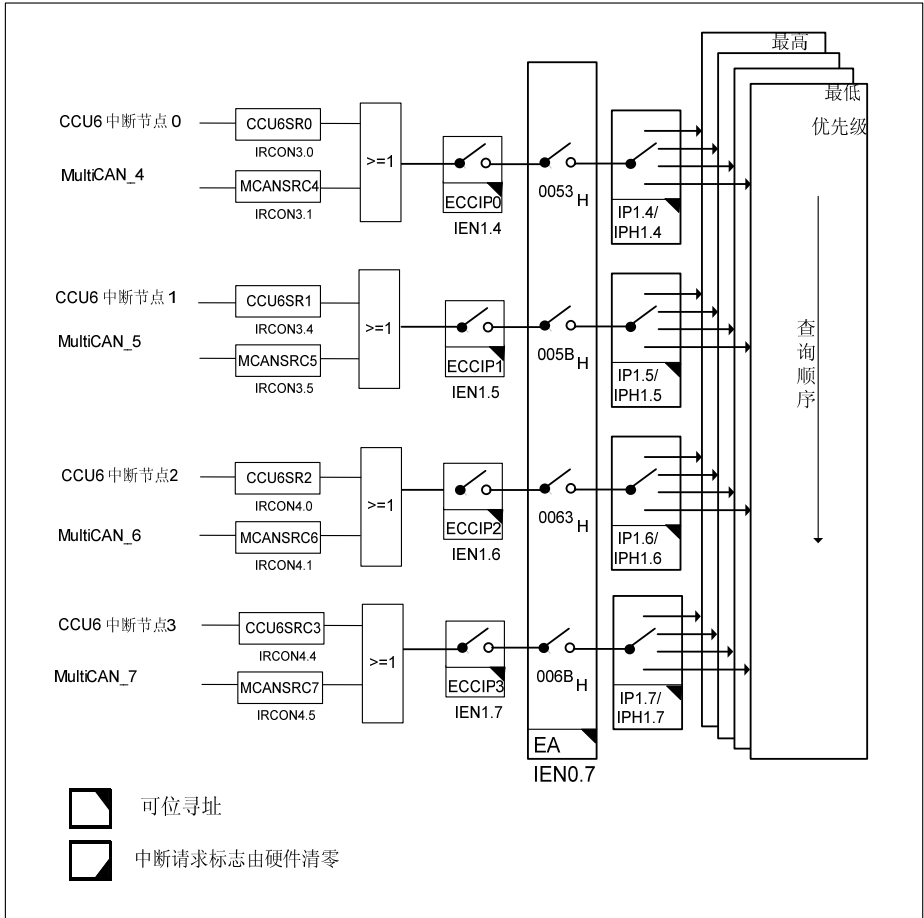 最高
最低
优先级
CCU6 中断节点 0
CCU6SR0
IRCON3.0
MultiCAN_4
MCANSRC4
IRCON3.1
>=1
ECCIP0
IEN1.4
0053 H
IP1.4/
IPH1.4
CCU6 中断节点 1
CCU6SR1
IRCON3.4
MultiCAN_5
MCANSRC5
IRCON3.5
>=1
ECCIP1
IEN1.5
005B H
IP1.5/
IPH1.5
查询顺序
CCU6 中断节点2
CCU6SR2
IRCON4.0
MultiCAN_6
MCANSRC6
IRCON4.1
>=1
ECCIP2
IEN1.6
0063 H
IP1.6/
IPH1.6
CCU6 中断节点3
CCU6SRC3
IRCON4.4
MultiCAN_7
MCANSRC7
IRCON4.5
>=1
ECCIP3
IEN1.7
006B H
IP1.7/
IPH1.7
EA
IEN0.7
可位寻址
中断请求标志由硬件清零